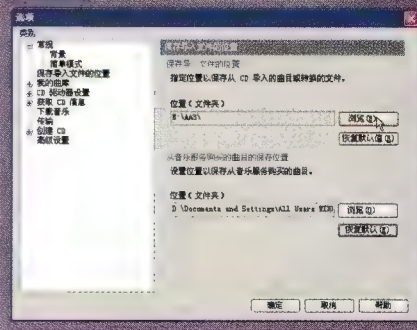 选项
类别
常规
背景
简单模式
保存导入文件的位置
我的曲库
CD 驱动器设置
获取 CD 信息
下载音乐
传输
创建 CD
高级设置
保存导入文件的位置
保存导入文件的位置
指定位置以保存从 CD 导入的曲目或转换的文件。
位置(文件夹)
浏览(O)
恢复默认值(R)
从音乐服务购买的曲目的保存位置
设置位置以保存从音乐服务购买的曲目。
位置(文件夹)
D:\Documents and Settings\All Users
浏览(O)
恢复默认(R)
确定
取消
帮助